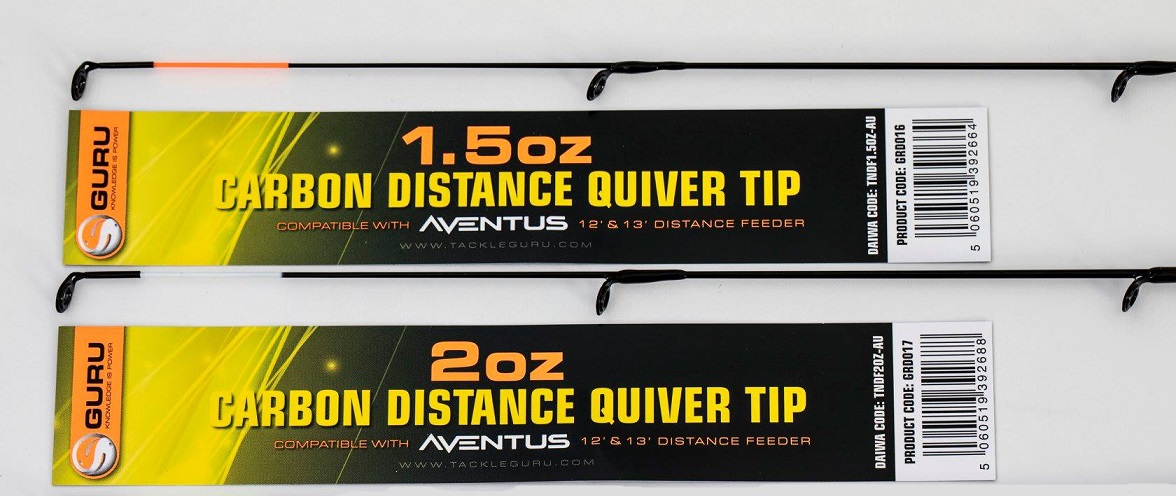 GURU
KNOWLEDGE IS POWER
1.5oz
CARBON DISTANCE QUIVER TIP
COMPATIBLE WITH AVENTUS 12' & 13' DISTANCE FEEDER
WWW.TACKLEGURU.COM
DAIWA CODE: TNDF1.5OZ-AU
PRODUCT CODE: GRD016
5 060519 392664
GURU
KNOWLEDGE IS POWER
2oz
CARBON DISTANCE QUIVER TIP
COMPATIBLE WITH AVENTUS 12' & 13' DISTANCE FEEDER
WWW.TACKLEGURU.COM
DAIWA CODE: TNDF2OZ-AU
PRODUCT CODE: GRD017
5 060519 392688